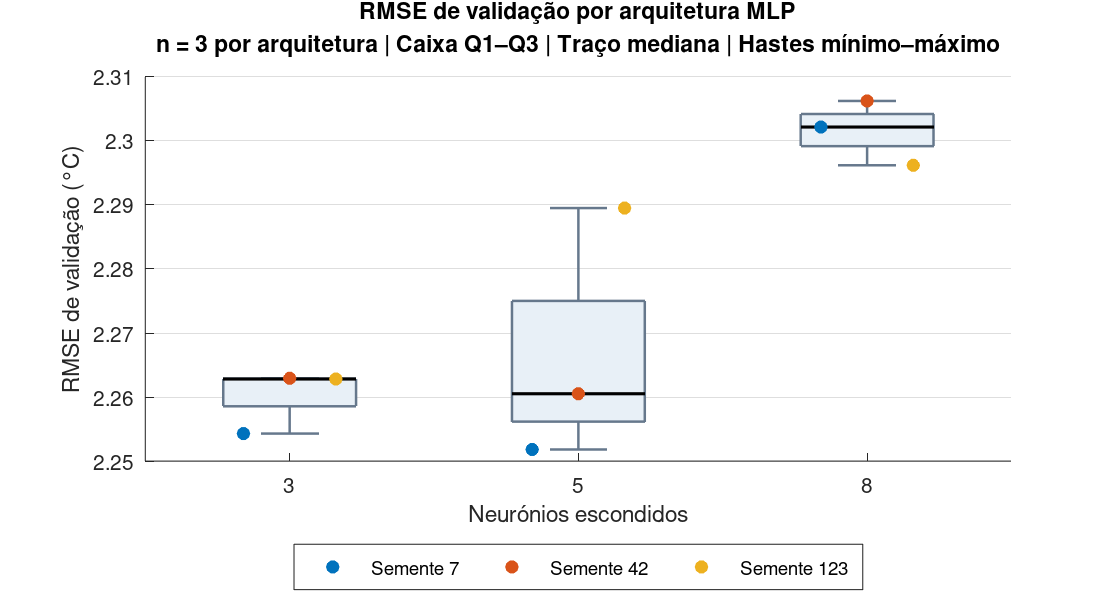 RMSE de validação por arquitetura MLP
n = 3 por arquitetura | Caixa Q1–Q3 | Traço mediana | Hastes mínimo–máximo
RMSE de validação (°C)
2.31
2.3
2.29
2.28
2.27
2.26
2.25
3 5 8
Neurónios escondidos
Semente 7 Semente 42 Semente 123